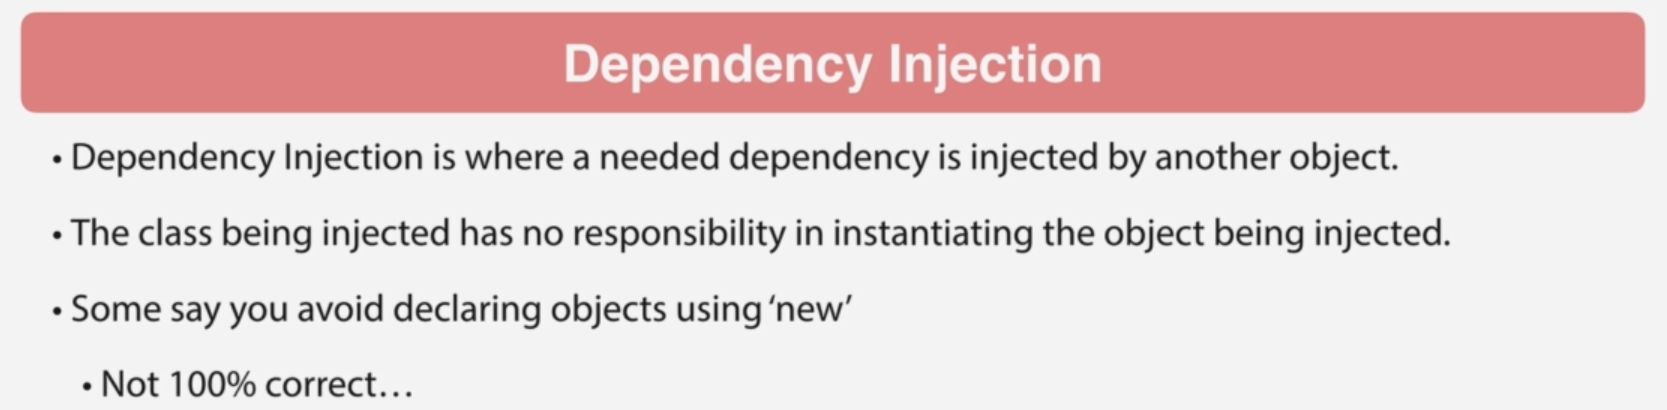 Dependency Injection
• Dependency Injection is where a needed dependency is injected by another object.
• The class being injected has no responsibility in instantiating the object being injected.
• Some say you avoid declaring objects using ‘new’
• Not 100% correct…